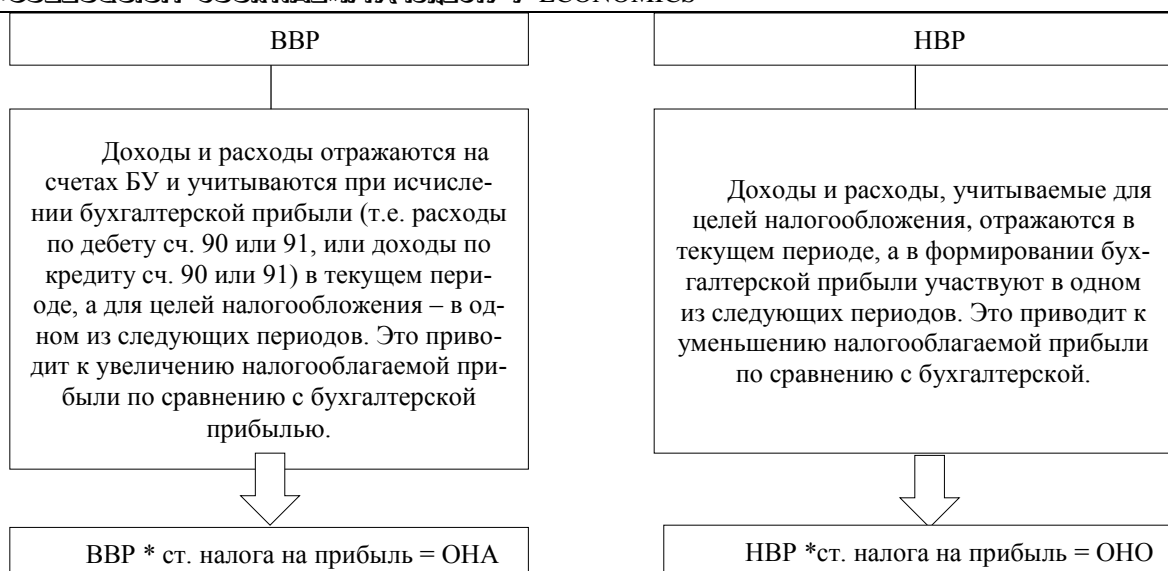 ECONOMICS
ВВР
Доходы и расходы отражаются на
счетах БУ и учитываются при исчисле-
нии бухгалтерской прибыли (т.е. расходы
по дебету сч. 90 или 91, или доходы по
кредиту сч. 90 или 91) в текущем пери-
оде, а для целей налогообложения – в од-
ном из следующих периодов. Это приво-
дит к увеличению налогооблагаемой при-
были по сравнению с бухгалтерской
прибылью.
ВВР * ст. налога на прибыль = ОНА
НВР
Доходы и расходы, учитываемые для
целей налогообложения, отражаются в
текущем периоде, а в формировании бух-
галтерской прибыли участвуют в одном
из следующих периодов. Это приводит к
уменьшению налогооблагаемой прибыли
по сравнению с бухгалтерской.
НВР *ст. налога на прибыль = ОНО